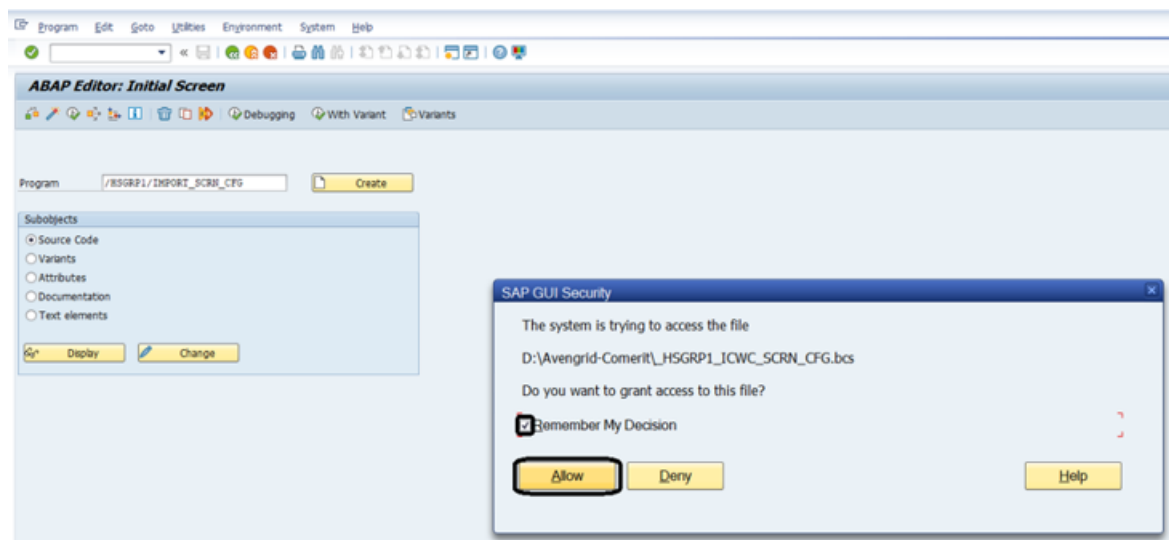 Program Edit Goto Utilities Environment System Help
ABAP Editor: Initial Screen
Debugging With Variant Variants
Program /HSGRP1/IMPORT_SCRN_CFG Create
Subobjects
Source Code
Variants
Attributes
Documentation
Text elements
Display Change
SAP GUI Security
The system is trying to access the file
D:\Avengrid-Comerit\_HSGRP1_ICWC_SCRN_CFG.bcs
Do you want to grant access to this file?
Remember My Decision
Allow Deny Help